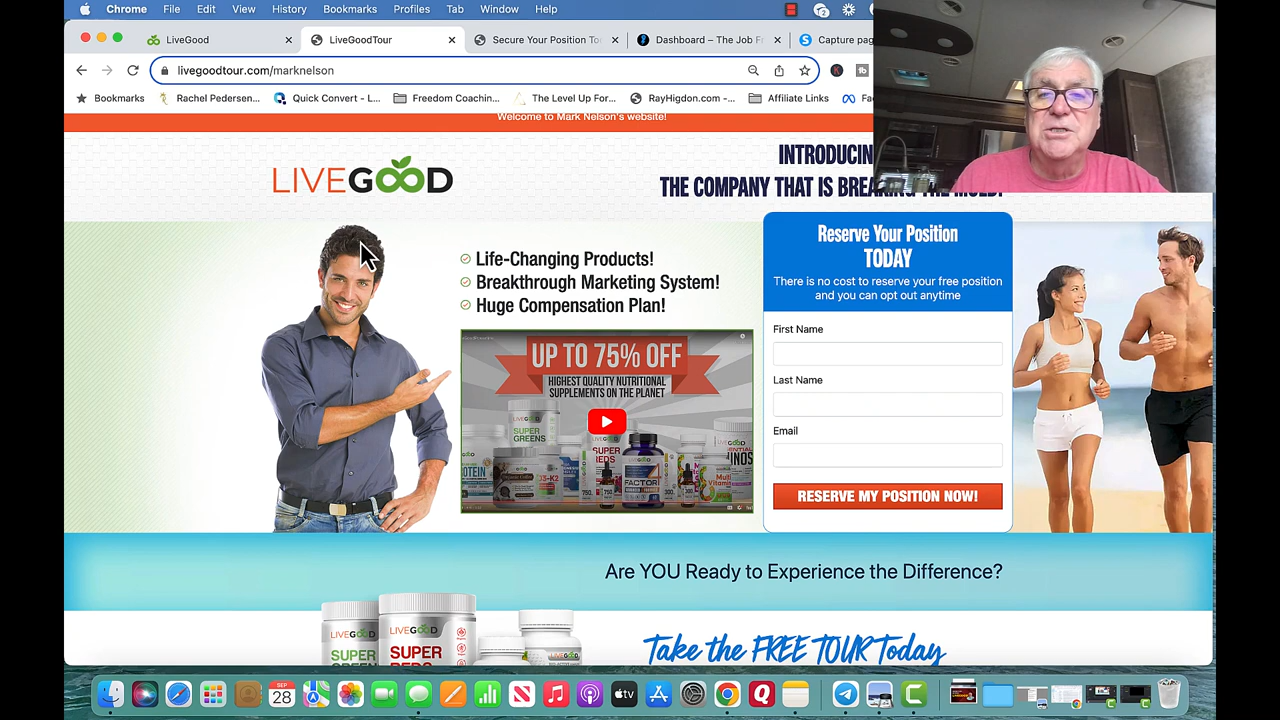 Chrome File Edit View History Bookmarks Profiles Tab Window Help
LiveGood LiveGoodTour Secure Your Position To Dashboard – The Job F Capture pag
livegoodtour.com/marknelson
Bookmarks Rachel Pedersen... Quick Convert - L... Freedom Coachin... The Level Up For... RayHigdon.com -... Affiliate Links
Welcome to Mark Nelson's website!
LIVEGOOD
THE COMPANY THAT IS
Reserve Your Position
TODAY
There is no cost to reserve your free position
and you can opt out anytime
Life-Changing Products!
Breakthrough Marketing System!
Huge Compensation Plan!
UP TO 75% OFF
HIGHEST QUALITY NUTRITIONAL
SUPPLEMENTS ON THE PLANET
SUPER
GREENS
SUPER
REDS
D3-K2
FACTOR
Multi
First Name
Last Name
Email
RESERVE MY POSITION NOW!
Are YOU Ready to Experience the Difference?
Take the FREE TOUR Today
LIVEGOOD
SUPER
LIVEGOOD
SUPER
SEP
28